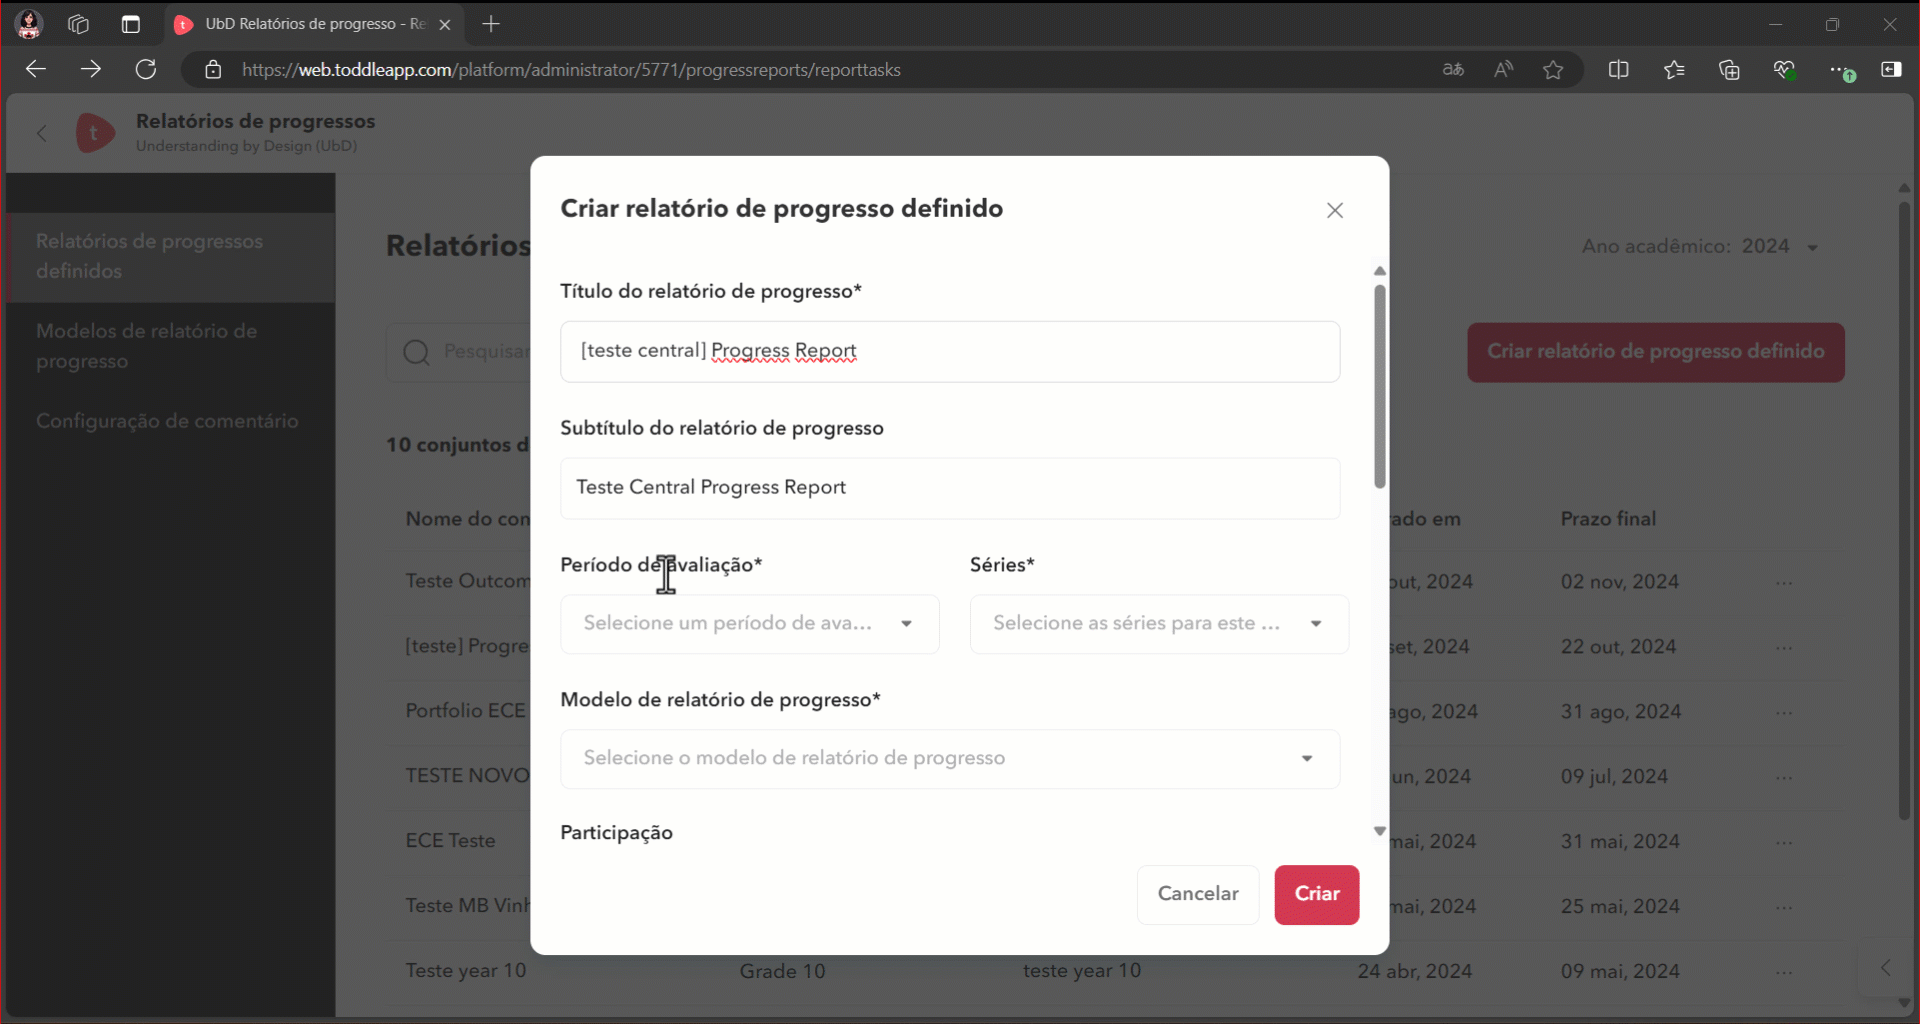 UbD Relatórios de progresso - Re
https://web.toddleapp.com/platform/administrator/5771/progressreports/reporttasks
Relatórios de progressos
Understanding by Design (UbD)
Relatórios de progressos
definidos
Modelos de relatório de
progresso
Configuração de comentário
Relatórios
Ano acadêmico: 2024
Pesquisar
Criar relatório de progresso definido
10 conjuntos d
Nome do con
ado em
Prazo final
Teste Outcom
out, 2024
02 nov, 2024
[teste] Progre
set, 2024
22 out, 2024
Portfolio ECE
ago, 2024
31 ago, 2024
TESTE NOVO
un, 2024
09 jul, 2024
ECE Teste
mai, 2024
31 mai, 2024
Teste MB Vinh
mai, 2024
25 mai, 2024
Teste year 10
Grade 10
teste year 10
24 abr, 2024
09 mai, 2024
Criar relatório de progresso definido
Título do relatório de progresso*
[teste central] Progress Report
Subtítulo do relatório de progresso
Teste Central Progress Report
Período de avaliação*
Séries*
Selecione um período de ava...
Selecione as séries para este ...
Modelo de relatório de progresso*
Selecione o modelo de relatório de progresso
Participação
Cancelar
Criar